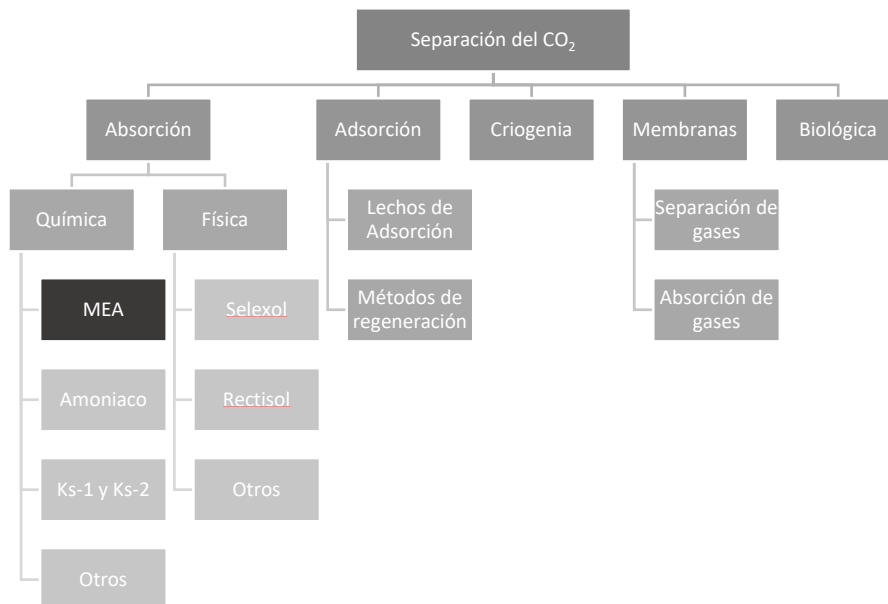 Separación del CO₂
Absorción
Adsorción
Criogenia
Membranas
Biológica
Química
Física
Lechos de
Adsorción
Separación de
gases
MEA
Selexol
Métodos de
regeneración
Absorción de
gases
Amoniaco
Rectisol
Ks-1 y Ks-2
Otros
Otros